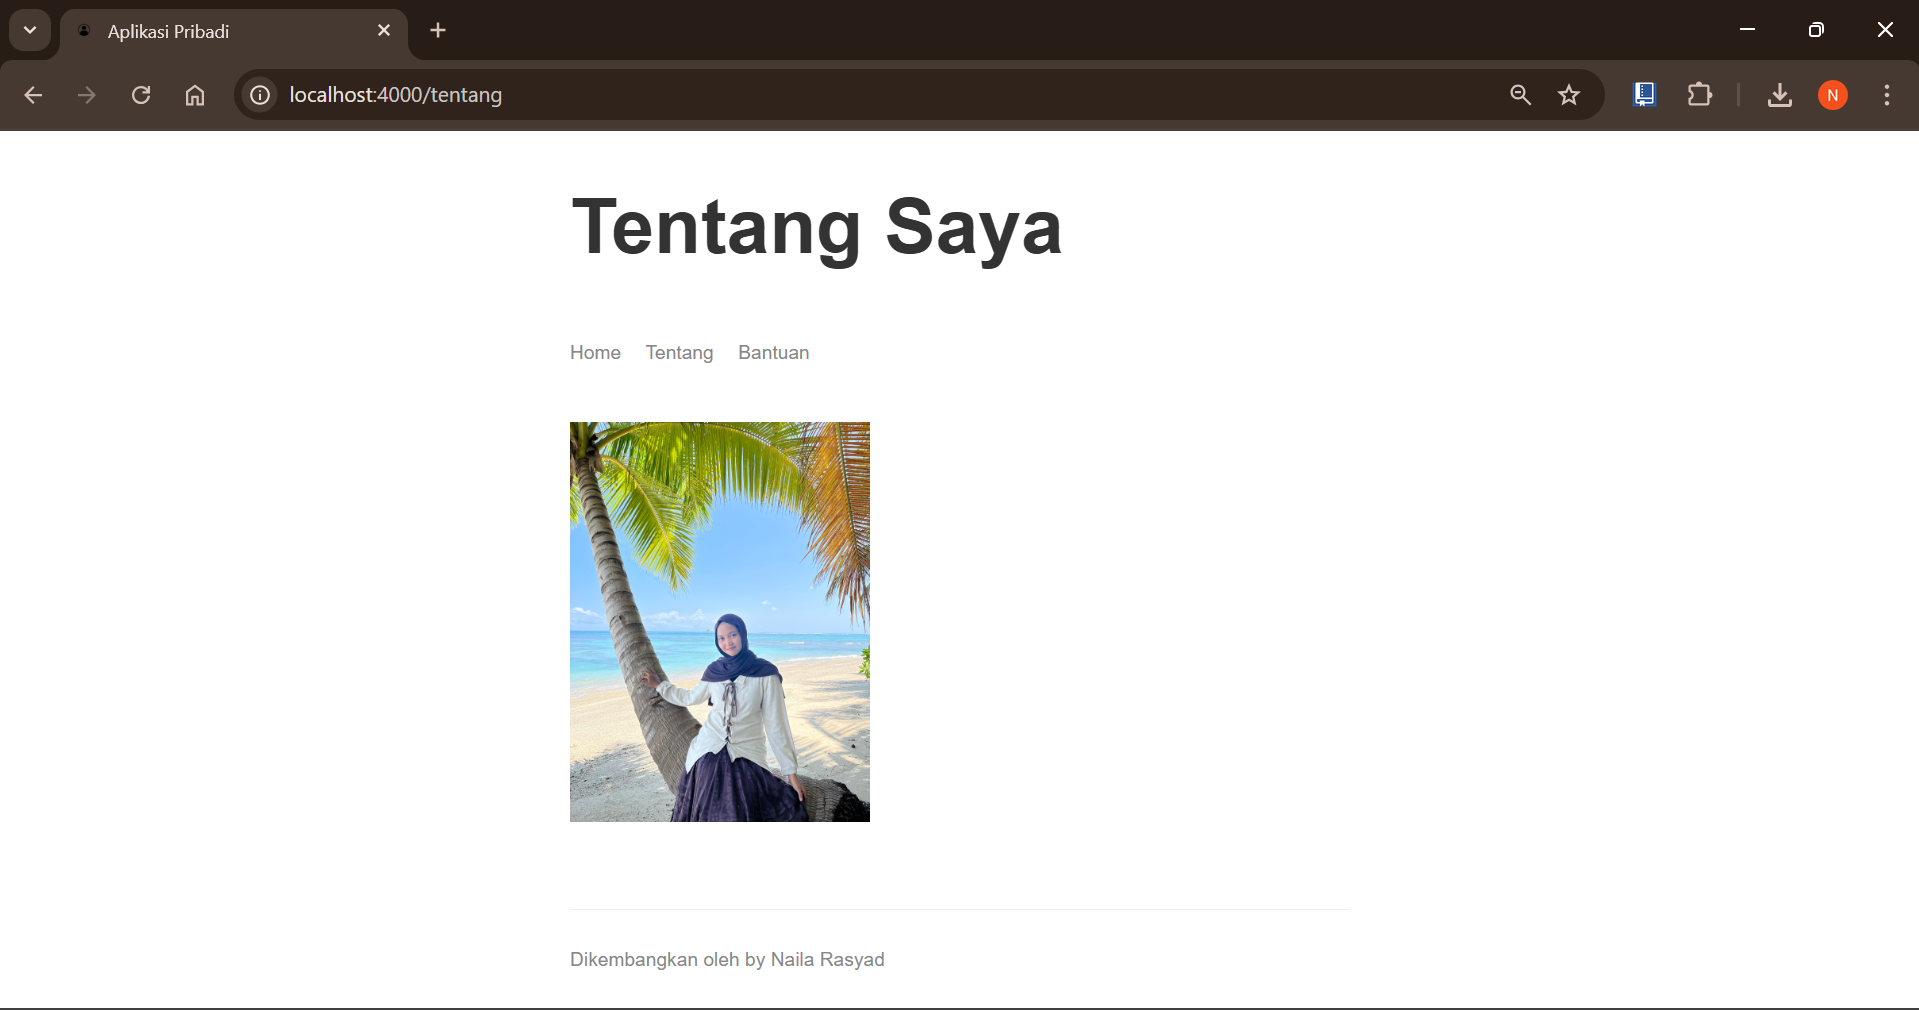 Aplikasi Pribadi
localhost:4000/tentang
N
Tentang Saya
Home Tentang Bantuan
Dikembangkan oleh by Naila Rasyad